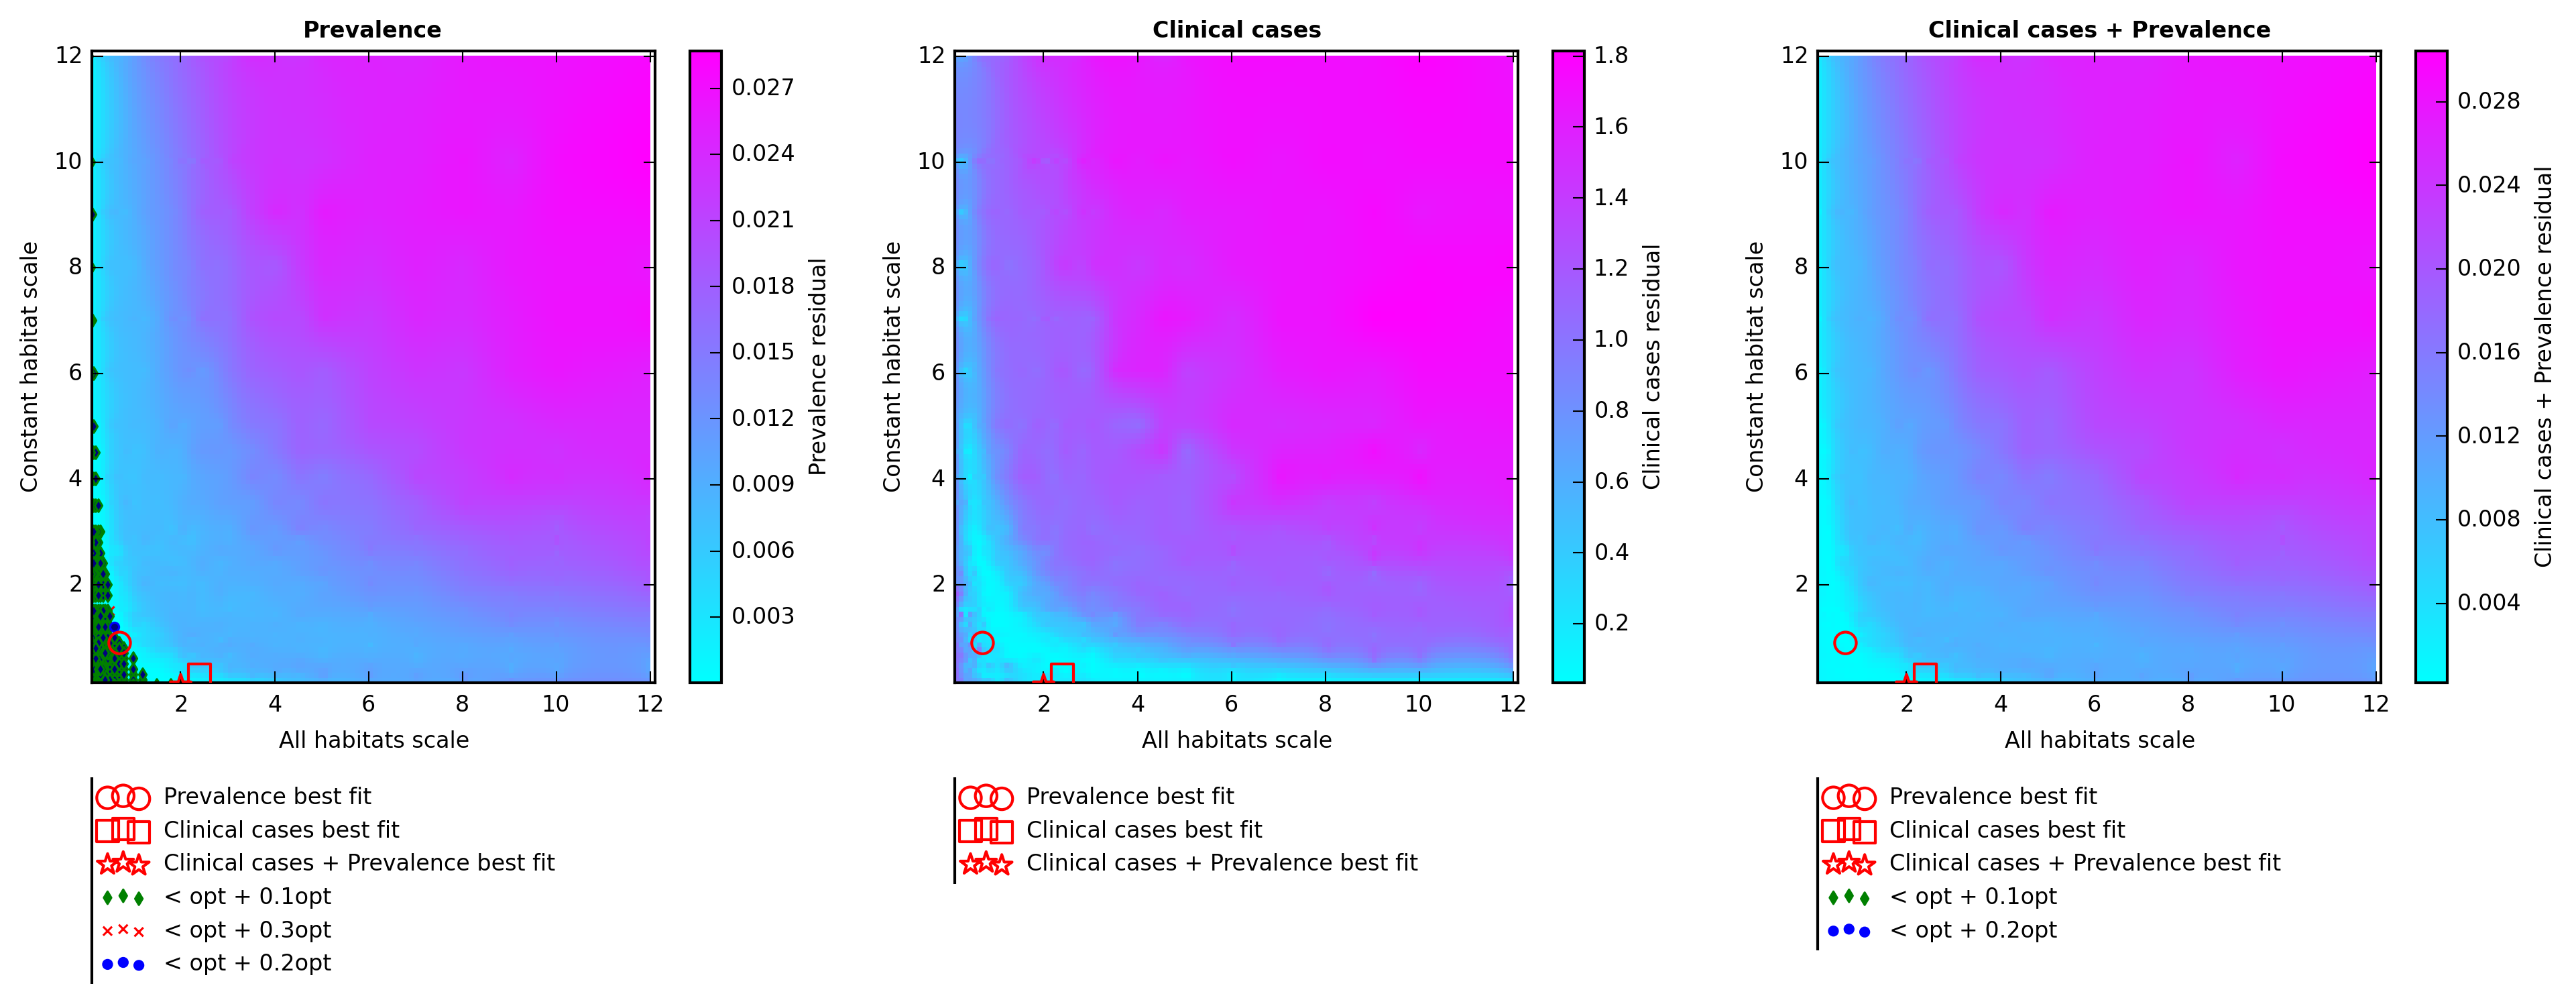 Prevalence
12
10
8
6
4
2
Constant habitat scale
2
4
6
8
10
12
All habitats scale
0.027
0.024
0.021
0.018
0.015
0.012
0.009
0.006
0.003
Prevalence residual
Prevalence best fit
Clinical cases best fit
Clinical cases + Prevalence best fit
< opt + 0.1opt
< opt + 0.3opt
< opt + 0.2opt
Clinical cases
12
10
8
6
4
2
Constant habitat scale
2
4
6
8
10
12
All habitats scale
1.8
1.6
1.4
1.2
1.0
0.8
0.6
0.4
0.2
Clinical cases residual
Prevalence best fit
Clinical cases best fit
Clinical cases + Prevalence best fit
Clinical cases + Prevalence
12
10
8
6
4
2
Constant habitat scale
2
4
6
8
10
12
All habitats scale
0.028
0.024
0.020
0.016
0.012
0.008
0.004
Clinical cases + Prevalence residual
Prevalence best fit
Clinical cases best fit
Clinical cases + Prevalence best fit
< opt + 0.1opt
< opt + 0.2opt